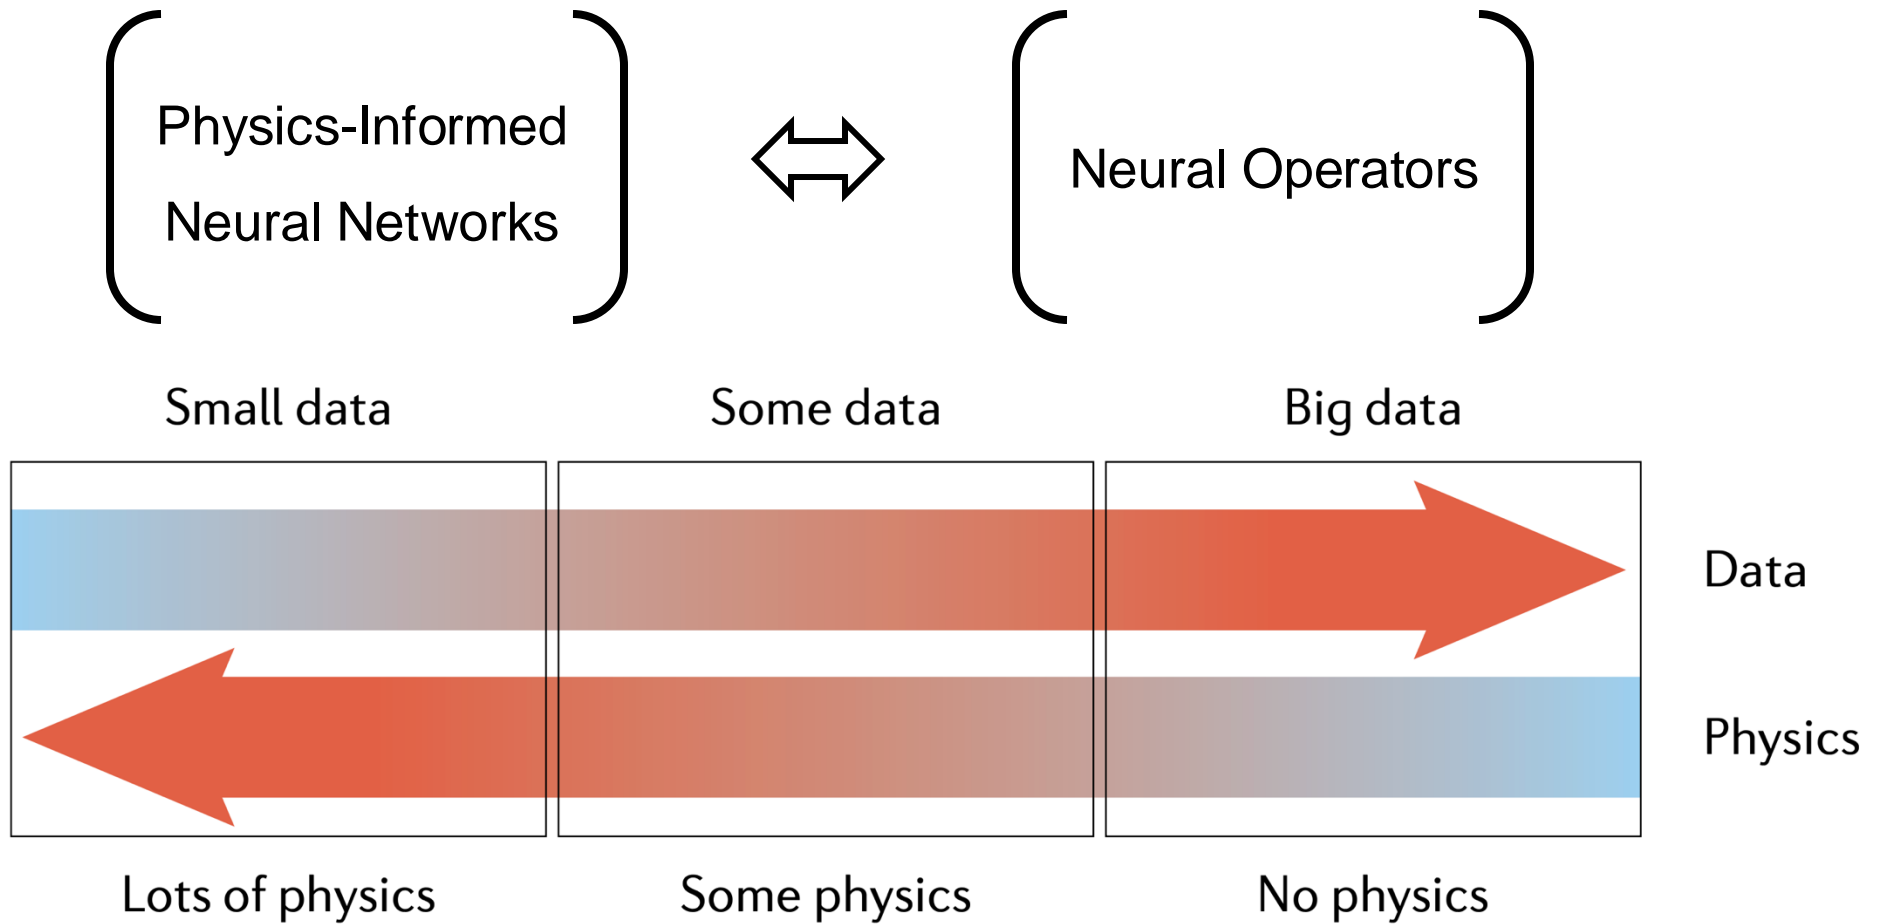 Physics-Informed
Neural Networks
Neural Operators
Small data
Some data
Big data
Data
Physics
Lots of physics
Some physics
No physics